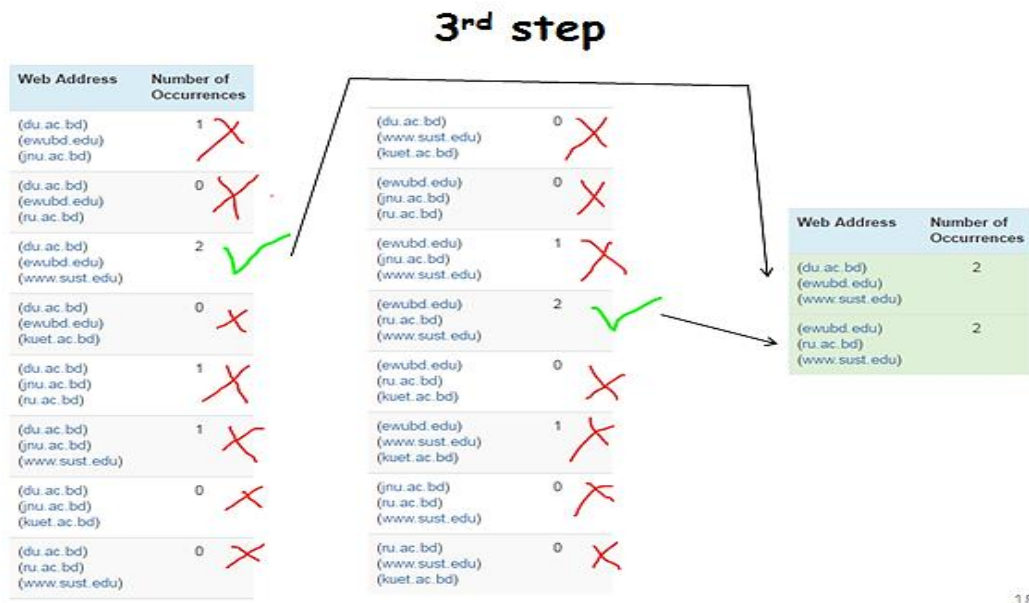 3rd step
Web Address Number of
Occurrences
(du.ac.bd) 1
(ewubd.edu)
(jnu.ac.bd)
(du.ac.bd) 0
(ewubd.edu)
(ru.ac.bd)
(du.ac.bd) 2
(ewubd.edu)
(www.sust.edu)
(du.ac.bd) 0
(ewubd.edu)
(kuet.ac.bd)
(du.ac.bd) 1
(jnu.ac.bd)
(ru.ac.bd)
(du.ac.bd) 1
(jnu.ac.bd)
(www.sust.edu)
(du.ac.bd) 0
(jnu.ac.bd)
(kuet.ac.bd)
(du.ac.bd) 0
(ru.ac.bd)
(www.sust.edu)
(du.ac.bd) 0
(www.sust.edu)
(kuet.ac.bd)
(ewubd.edu) 0
(jnu.ac.bd)
(ru.ac.bd)
(ewubd.edu) 1
(jnu.ac.bd)
(www.sust.edu)
(ewubd.edu) 2
(ru.ac.bd)
(www.sust.edu)
(ewubd.edu) 0
(ru.ac.bd)
(kuet.ac.bd)
(ewubd.edu) 1
(www.sust.edu)
(kuet.ac.bd)
(jnu.ac.bd) 0
(ru.ac.bd)
(www.sust.edu)
(ru.ac.bd) 0
(www.sust.edu)
(kuet.ac.bd)
Web Address Number of
Occurrences
(du.ac.bd) 2
(ewubd.edu)
(www.sust.edu)
(ewubd.edu) 2
(ru.ac.bd)
(www.sust.edu)